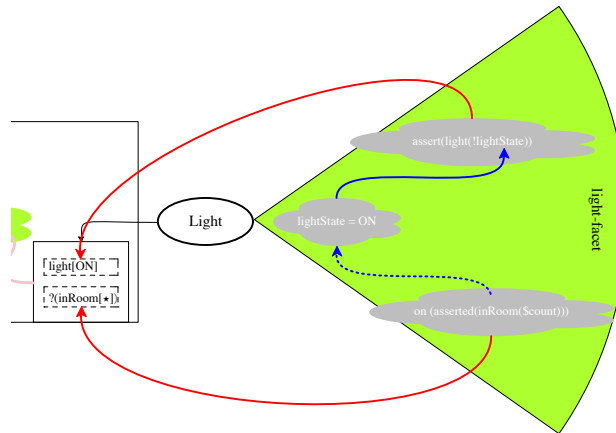 assert(light(!lightState))
light-facet
Light
lightState = ON
light[ON]
?(inRoom[⋆])
on (asserted(inRoom($count)))